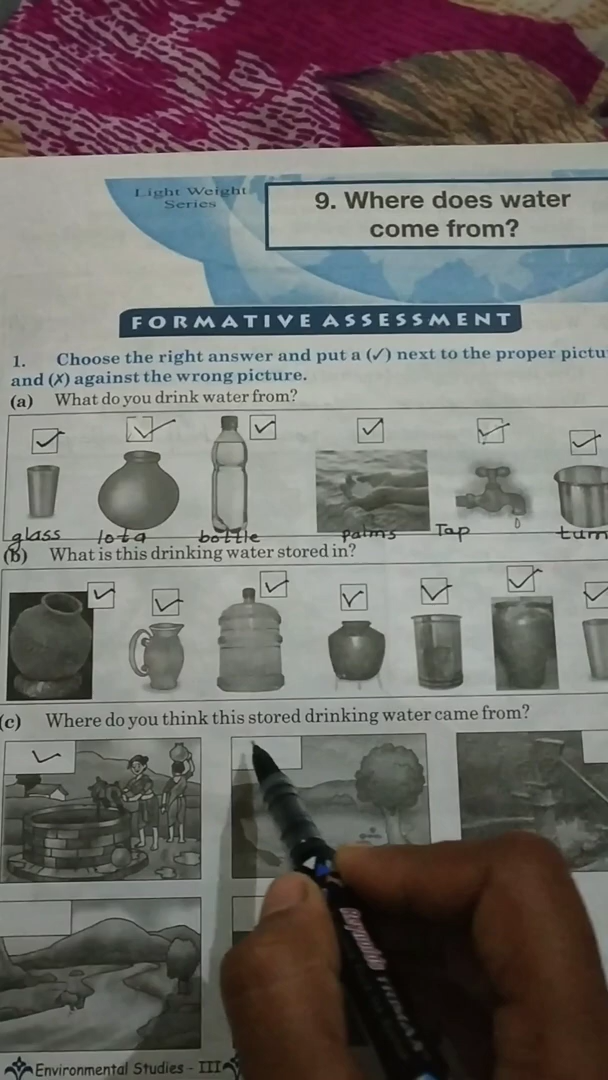 Light Weight
Series
9. Where does water
come from?
FORMATIVE ASSESSMENT
1. Choose the right answer and put a (✓) next to the proper pictu
and (✗) against the wrong picture.
(a) What do you drink water from?
glass lota bottle palms Tap tum
(b) What is this drinking water stored in?
(c) Where do you think this stored drinking water came from?
Reynolds
Environmental Studies - III